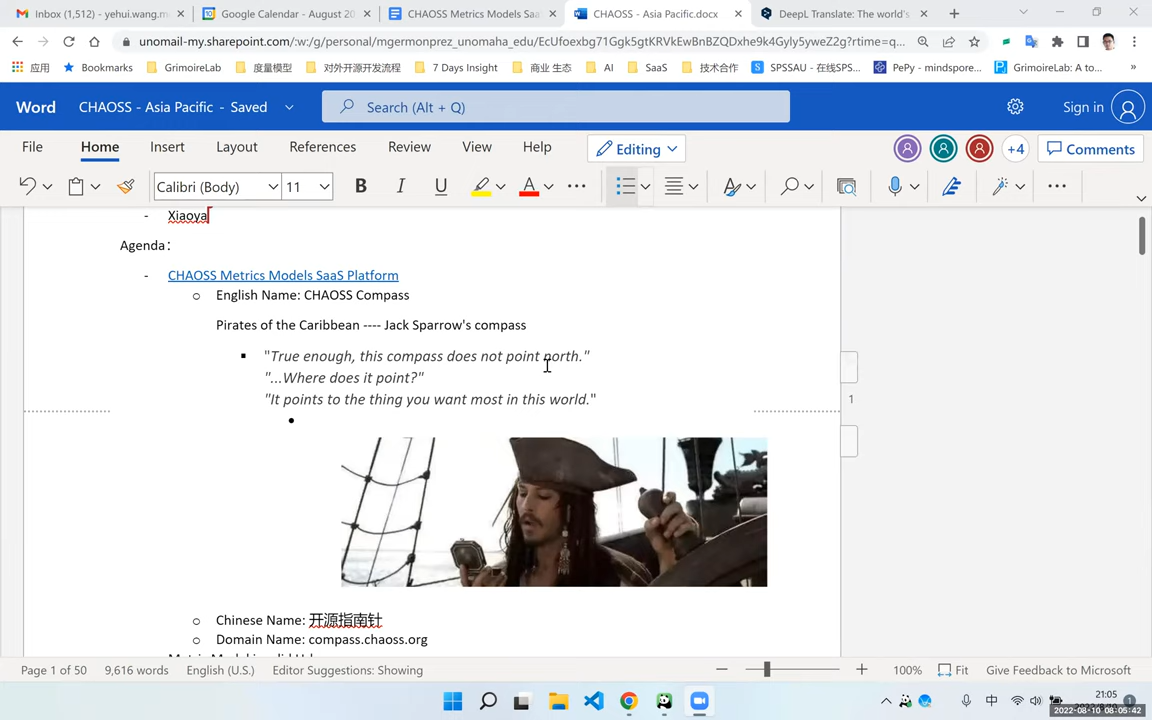 Inbox (1,512) - yehui.wang.m
Google Calendar - August 20
CHAOSS Metrics Models Saa
CHAOSS - Asia Pacific.docx
DeepL Translate: The world's
unomail-my.sharepoint.com/:w:/g/personal/mgermonprez_unomaha_edu/EcUfoexbg71Ggk5gtKRVkEwBnBZQDxhe9k4Gyly5yweZ2g?rtime=q...
应用
Bookmarks
GrimoireLab
度量模型
对外开源开发流程
7 Days Insight
商业 生态
AI
SaaS
技术合作
SPSSAU - 在线SPS...
PePy - mindspore...
GrimoireLab: A to...
»
Word
CHAOSS - Asia Pacific - Saved
Search (Alt + Q)
Sign in
File
Home
Insert
Layout
References
Review
View
Help
Editing
+4
Comments
Calibri (Body)
11
B
I
U
A
- Xiaoya
Agenda：
- CHAOSS Metrics Models SaaS Platform
o English Name: CHAOSS Compass
Pirates of the Caribbean ---- Jack Sparrow's compass
▪ "True enough, this compass does not point north."
"...Where does it point?"
"It points to the thing you want most in this world."
1
o Chinese Name: 开源指南针
o Domain Name: compass.chaoss.org
Page 1 of 50
9,616 words
English (U.S.)
Editor Suggestions: Showing
100%
Fit
Give Feedback to Microsoft
中
21:05
2022-08-10 08:05:42